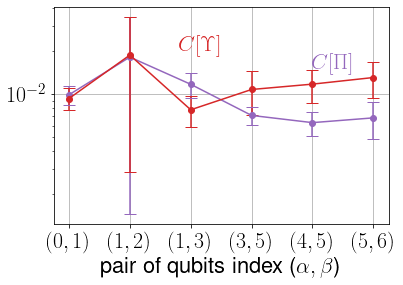 C[Υ]
C[Π]
10⁻²
(0, 1) (1, 2) (1, 3) (3, 5) (4, 5) (5, 6)
pair of qubits index (α, β)